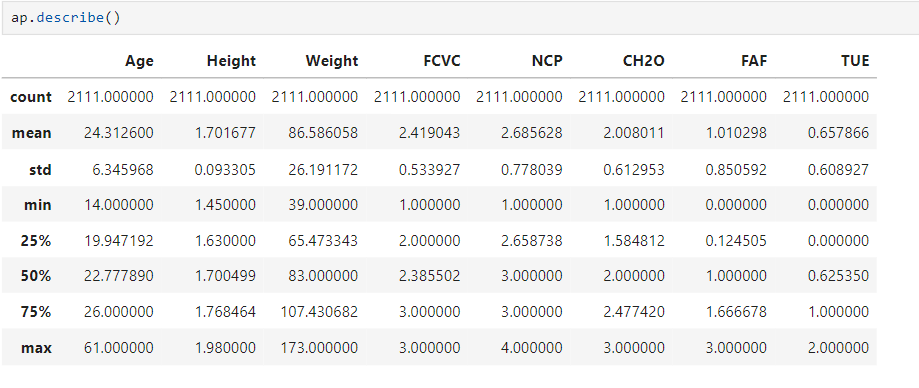 ap.describe()
Age Height Weight FCVC NCP CH2O FAF TUE
count 2111.000000 2111.000000 2111.000000 2111.000000 2111.000000 2111.000000 2111.000000 2111.000000
mean 24.312600 1.701677 86.586058 2.419043 2.685628 2.008011 1.010298 0.657866
std 6.345968 0.093305 26.191172 0.533927 0.778039 0.612953 0.850592 0.608927
min 14.000000 1.450000 39.000000 1.000000 1.000000 1.000000 0.000000 0.000000
25% 19.947192 1.630000 65.473343 2.000000 2.658738 1.584812 0.124505 0.000000
50% 22.777890 1.700499 83.000000 2.385502 3.000000 2.000000 1.000000 0.625350
75% 26.000000 1.768464 107.430682 3.000000 3.000000 2.477420 1.666678 1.000000
max 61.000000 1.980000 173.000000 3.000000 4.000000 3.000000 3.000000 2.000000